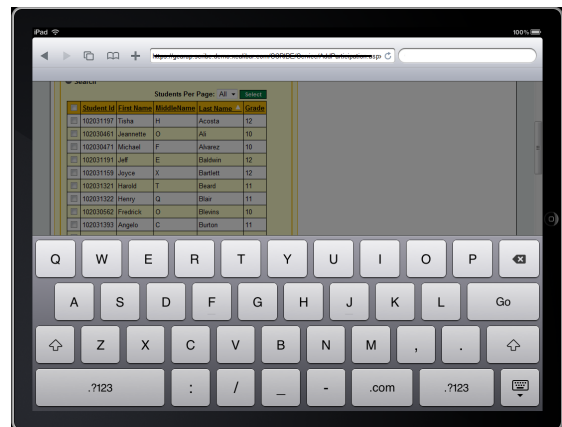 iPad 100%
Search
Students Per Page: All Select
Student Id First Name MiddleName Last Name Grade
102031197 Tisha H Acosta 12
102030461 Jeannette O Ali 10
102030471 Michael F Alvarez 10
102031191 Jeff E Baldwin 12
102031159 Joyce X Bartlett 12
102031321 Harold T Beard 11
102031322 Henry Q Blair 11
102030562 Fredrick O Blevins 10
102031393 Angelo C Burton 11
Q W E R T Y U I O P
A S D F G H J K L Go
Z X C V B N M , .
.?123 : / _ - .com .?123